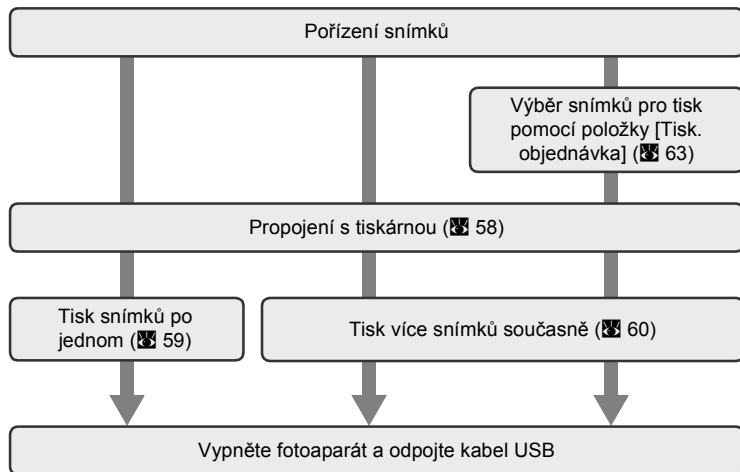 Pořízení snímků
Výběr snímků pro tisk
pomocí položky [Tisk.
objednávka] ( 63)
Propojení s tiskárnou ( 58)
Tisk snímků po
jednom ( 59)
Tisk více snímků současně ( 60)
Vypněte fotoaparát a odpojte kabel USB